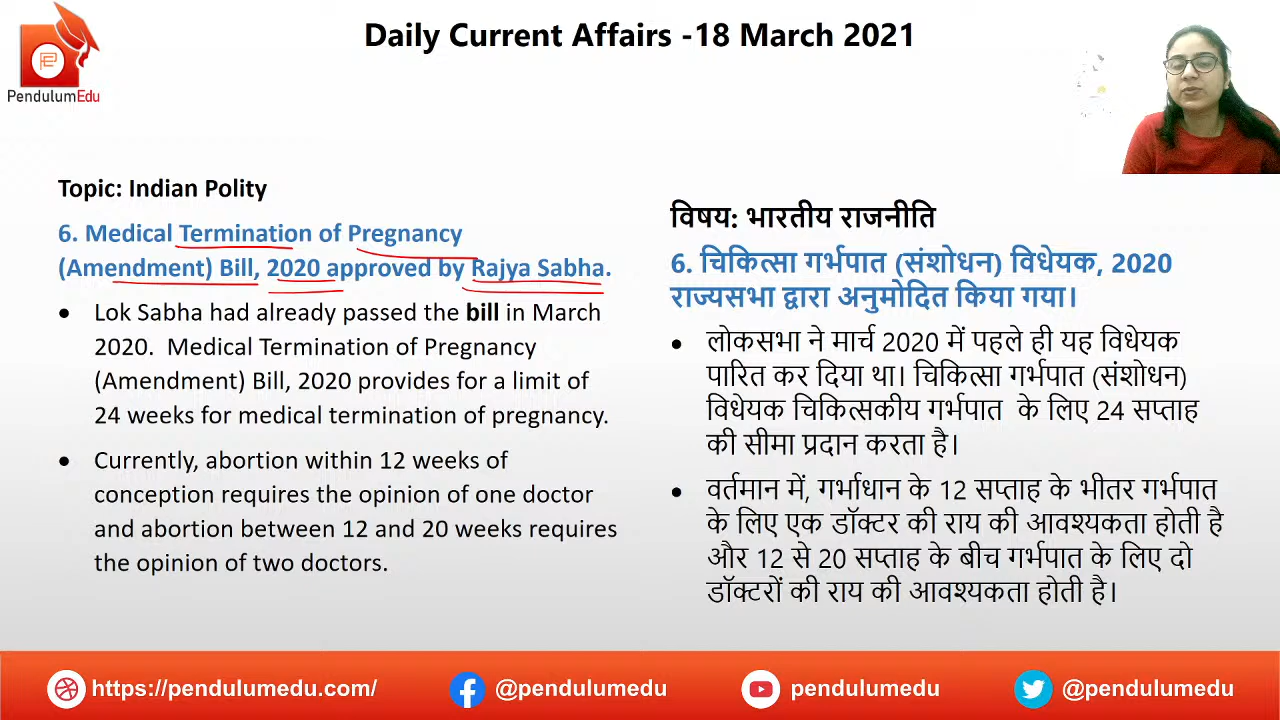 Daily Current Affairs -18 March 2021
PendulumEdu
Topic: Indian Polity
6. Medical Termination of Pregnancy
(Amendment) Bill, 2020 approved by Rajya Sabha.
• Lok Sabha had already passed the bill in March
2020. Medical Termination of Pregnancy
(Amendment) Bill, 2020 provides for a limit of
24 weeks for medical termination of pregnancy.
• Currently, abortion within 12 weeks of
conception requires the opinion of one doctor
and abortion between 12 and 20 weeks requires
the opinion of two doctors.
विषय: भारतीय राजनीति
6. चिकित्सा गर्भपात (संशोधन) विधेयक, 2020
राज्यसभा द्वारा अनुमोदित किया गया।
• लोकसभा ने मार्च 2020 में पहले ही यह विधेयक
पारित कर दिया था। चिकित्सा गर्भपात (संशोधन)
विधेयक चिकित्सकीय गर्भपात के लिए 24 सप्ताह
की सीमा प्रदान करता है।
• वर्तमान में, गर्भाधान के 12 सप्ताह के भीतर गर्भपात
के लिए एक डॉक्टर की राय की आवश्यकता होती है
और 12 से 20 सप्ताह के बीच गर्भपात के लिए दो
डॉक्टरों की राय की आवश्यकता होती है।
https://pendulumedu.com/
@pendulumedu
pendulumedu
@pendulumedu